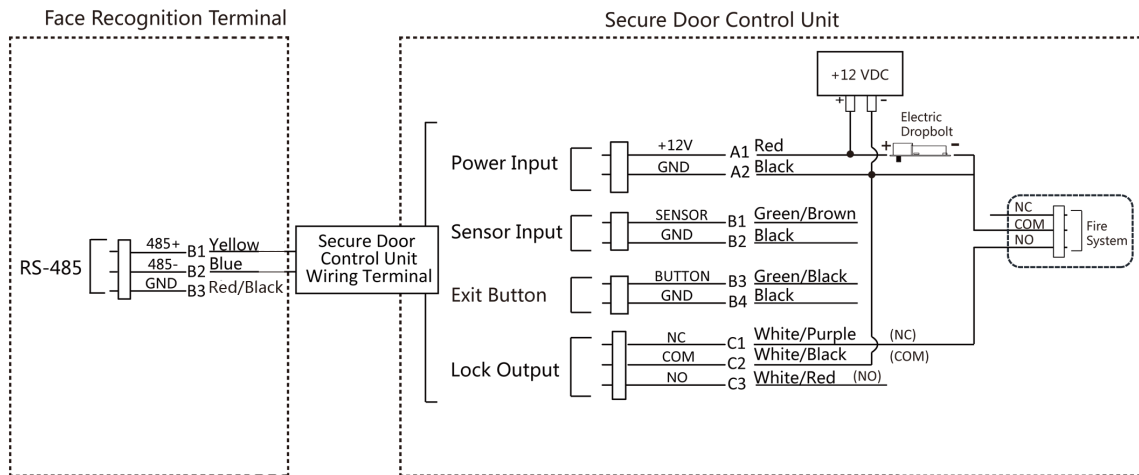 Face Recognition Terminal
Secure Door Control Unit
+12 VDC
+ -
Electric
Dropbolt
+ -
Power Input
+12V A1 Red
GND A2 Black
Sensor Input
SENSOR B1 Green/Brown
GND B2 Black
Exit Button
BUTTON B3 Green/Black
GND B4 Black
Lock Output
NC C1 White/Purple (NC)
COM C2 White/Black (COM)
NO C3 White/Red (NO)
NC
COM
NO
Fire
System
RS-485
485+ B1 Yellow
485- B2 Blue
GND B3 Red/Black
Secure Door
Control Unit
Wiring Terminal